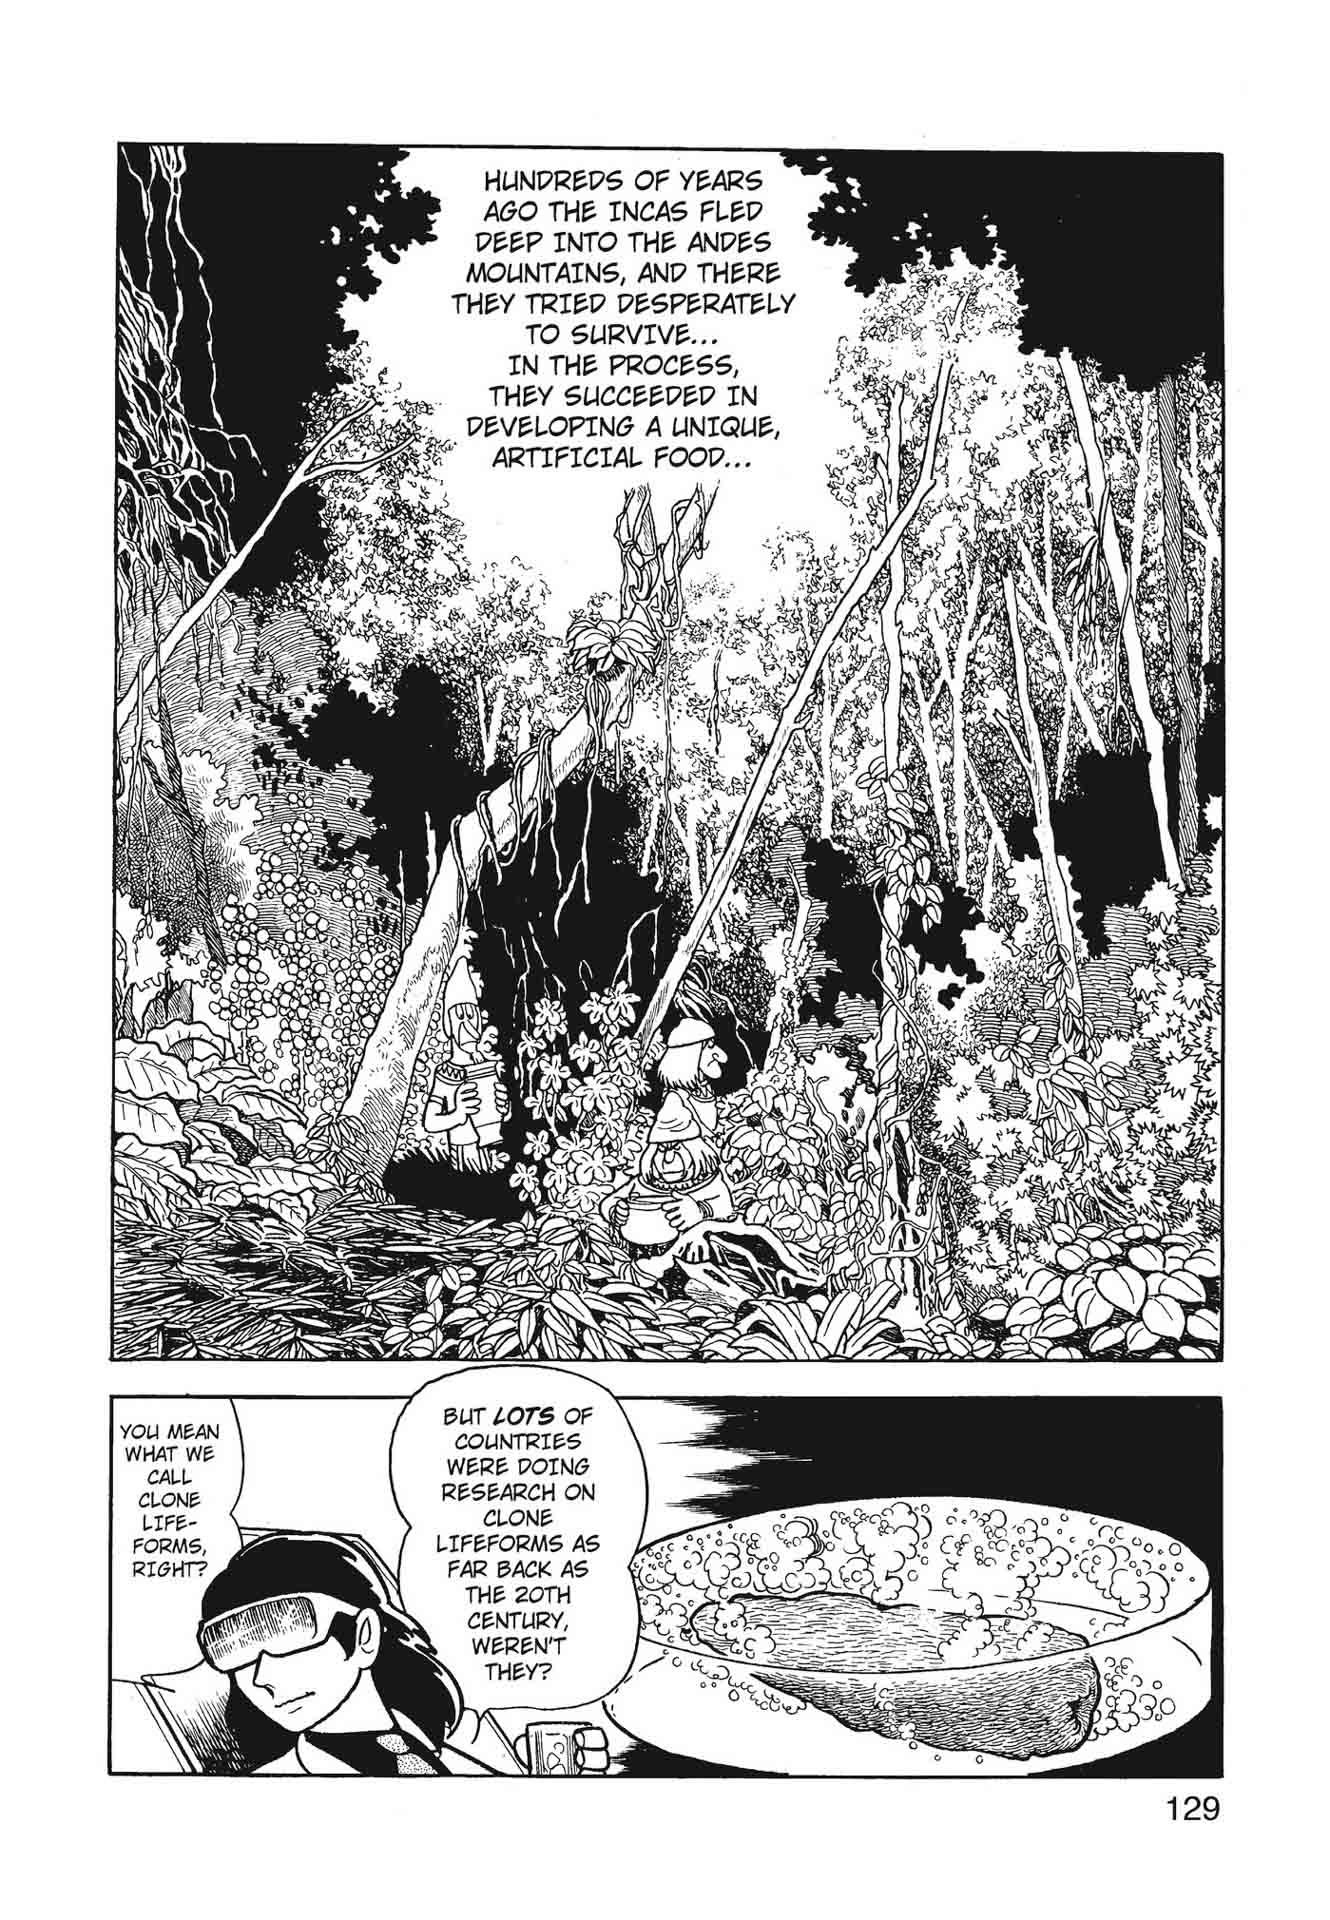 HUNDREDS OF YEARS
AGO THE INCAS FLED
DEEP INTO THE ANDES
MOUNTAINS, AND THERE
THEY TRIED DESPERATELY
TO SURVIVE...
IN THE PROCESS,
THEY SUCCEEDED IN
DEVELOPING A UNIQUE,
ARTIFICIAL FOOD...
YOU MEAN
WHAT WE
CALL
CLONE
LIFE-
FORMS,
RIGHT?
BUT LOTS OF
COUNTRIES
WERE DOING
RESEARCH ON
CLONE
LIFEFORMS AS
FAR BACK AS
THE 20TH
CENTURY,
WEREN'T
THEY?
129